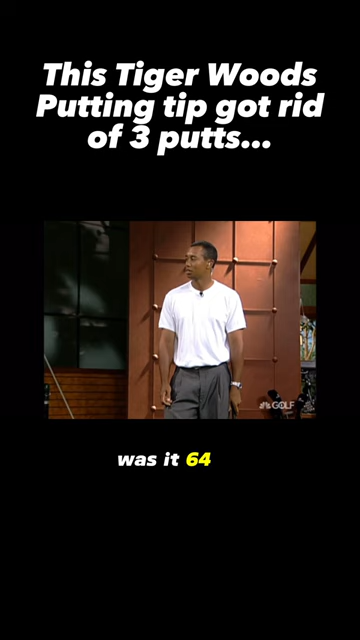 This Tiger Woods
Putting tip got rid
of 3 putts...
GOLF
was it 64